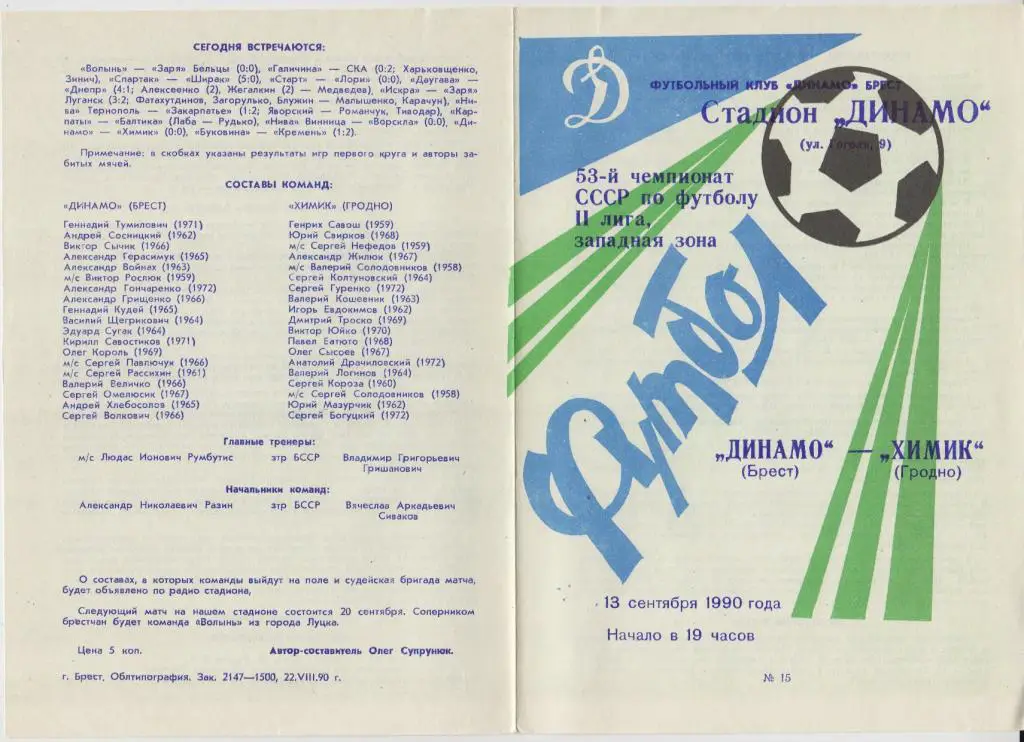 СЕГОДНЯ ВСТРЕЧАЮТСЯ:
«Волынь» — «Заря» Бельцы (0:0), «Галичина» — СКА (0:2; Харьковщенко,
Зинич), «Спартак» — «Ширак» (5:0), «Старт» — «Лори» (0:0), «Даугава» —
«Днепр» (4:1; Алексеенко (2), Жегалкин (2) — Медведев), «Искра» — «Заря»
Луганск (3:2; Фатахутдинов, Загорулько, Блужин — Малышенко, Карачун), «Ни-
ва» Тернополь — «Закарпатье» (1:2; Яворский — Романчук, Тиводар), «Кар-
паты» — «Балтика» (Лаба — Рудько), «Нива» Винница — «Ворскла» (0:0), «Ди-
намо» — «Химик» (0:0), «Буковина» — «Кремень» (1:2).
Примечание: в скобках указаны результаты игр первого круга и авторы за-
битых мячей.
СОСТАВЫ КОМАНД:
«ДИНАМО» (БРЕСТ) «ХИМИК» (ГРОДНО)
Геннадий Тумилович (1971) Генрих Савош (1959)
Андрей Сосницкий (1962) Юрий Свирков (1968)
Виктор Сычик (1966) м/с Сергей Нефедов (1959)
Александр Герасимук (1965) Александр Жилюк (1967)
Александр Войнах (1963) м/с Валерий Солодовников (1958)
м/с Виктор Рослюк (1959) Сергей Колтуновский (1964)
Александр Гончаренко (1972) Сергей Гуренко (1972)
Александр Грищенко (1966) Валерий Кошевник (1963)
Геннадий Кудей (1965) Игорь Евдокимов (1962)
Василий Щегрикович (1964) Дмитрий Троско (1969)
Эдуард Сугак (1964) Виктор Юйко (1970)
Кирилл Савостиков (1971) Павел Батюто (1968)
Олег Король (1969) Олег Сысоев (1967)
м/с Сергей Павлючук (1966) Анатолий Драчиловский (1972)
м/с Сергей Рассихин (1961) Валерий Логинов (1964)
Валерий Величко (1966) Сергей Короза (1960)
Сергей Омелюсик (1967) м/с Сергей Солодовников (1958)
Андрей Хлебосолов (1965) Юрий Мазурчик (1962)
Сергей Волкович (1966) Сергей Богуцкий (1972)
Главные тренеры:
м/с Людас Ионович Румбутис зтр БССР Владимир Григорьевич
Гришанович
Начальники команд:
Александр Николаевич Разин зтр БССР Вячеслав Аркадьевич
Сиваков
О составах, в которых команды выйдут на поле и судейская бригада матча,
будет объявлено по радио стадиона,
Следующий матч на нашем стадионе состоится 20 сентября. Соперником
брестчан будет команда «Волынь» из города Луцка.
Цена 5 коп. Автор-составитель Олег Супрунюк.
г. Брест, Облтипография. Зак. 2147—1500, 22.VIII.90 г.
Д
ФУТБОЛЬНЫЙ КЛУБ «ДИНАМО» БРЕСТ
Стадион „ДИНАМО“
(ул. Гоголя, 9)
53-й чемпионат
СССР по футболу
II лига,
западная зона
Футбол
„ДИНАМО“ — „ХИМИК“
(Брест) (Гродно)
13 сентября 1990 года
Начало в 19 часов
№ 15